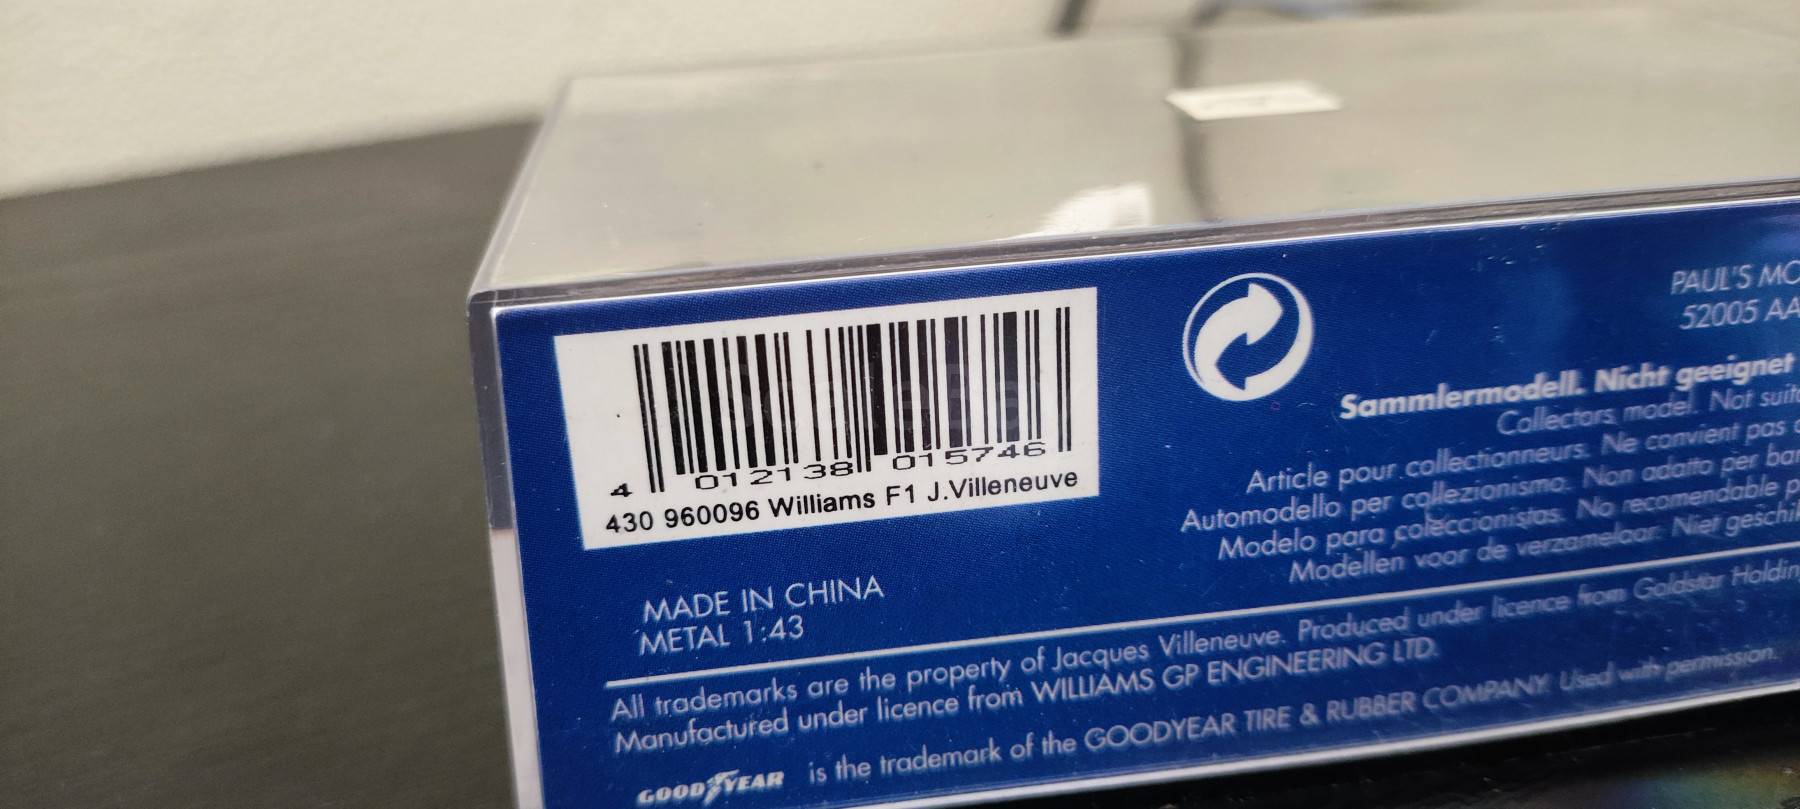 4 012138 015746
430 960096 Williams F1 J.Villeneuve
MADE IN CHINA
METAL 1:43
PAUL'S MO
52005 AA
Sammlermodell. Nicht geeignet
Collectors model. Not suit
Article pour collectionneurs. Ne convient pas
Automodello per collezionismo. Non adatto per ba
Modelo para coleccionistas. No recomendable p
Modellen voor de verzamelaar. Niet geschi
All trademarks are the property of Jacques Villeneuve. Produced under licence from Goldstar Holdin
Manufactured under licence from WILLIAMS GP ENGINEERING LTD.
GOODYEAR is the trademark of the GOODYEAR TIRE & RUBBER COMPANY. Used with permission.